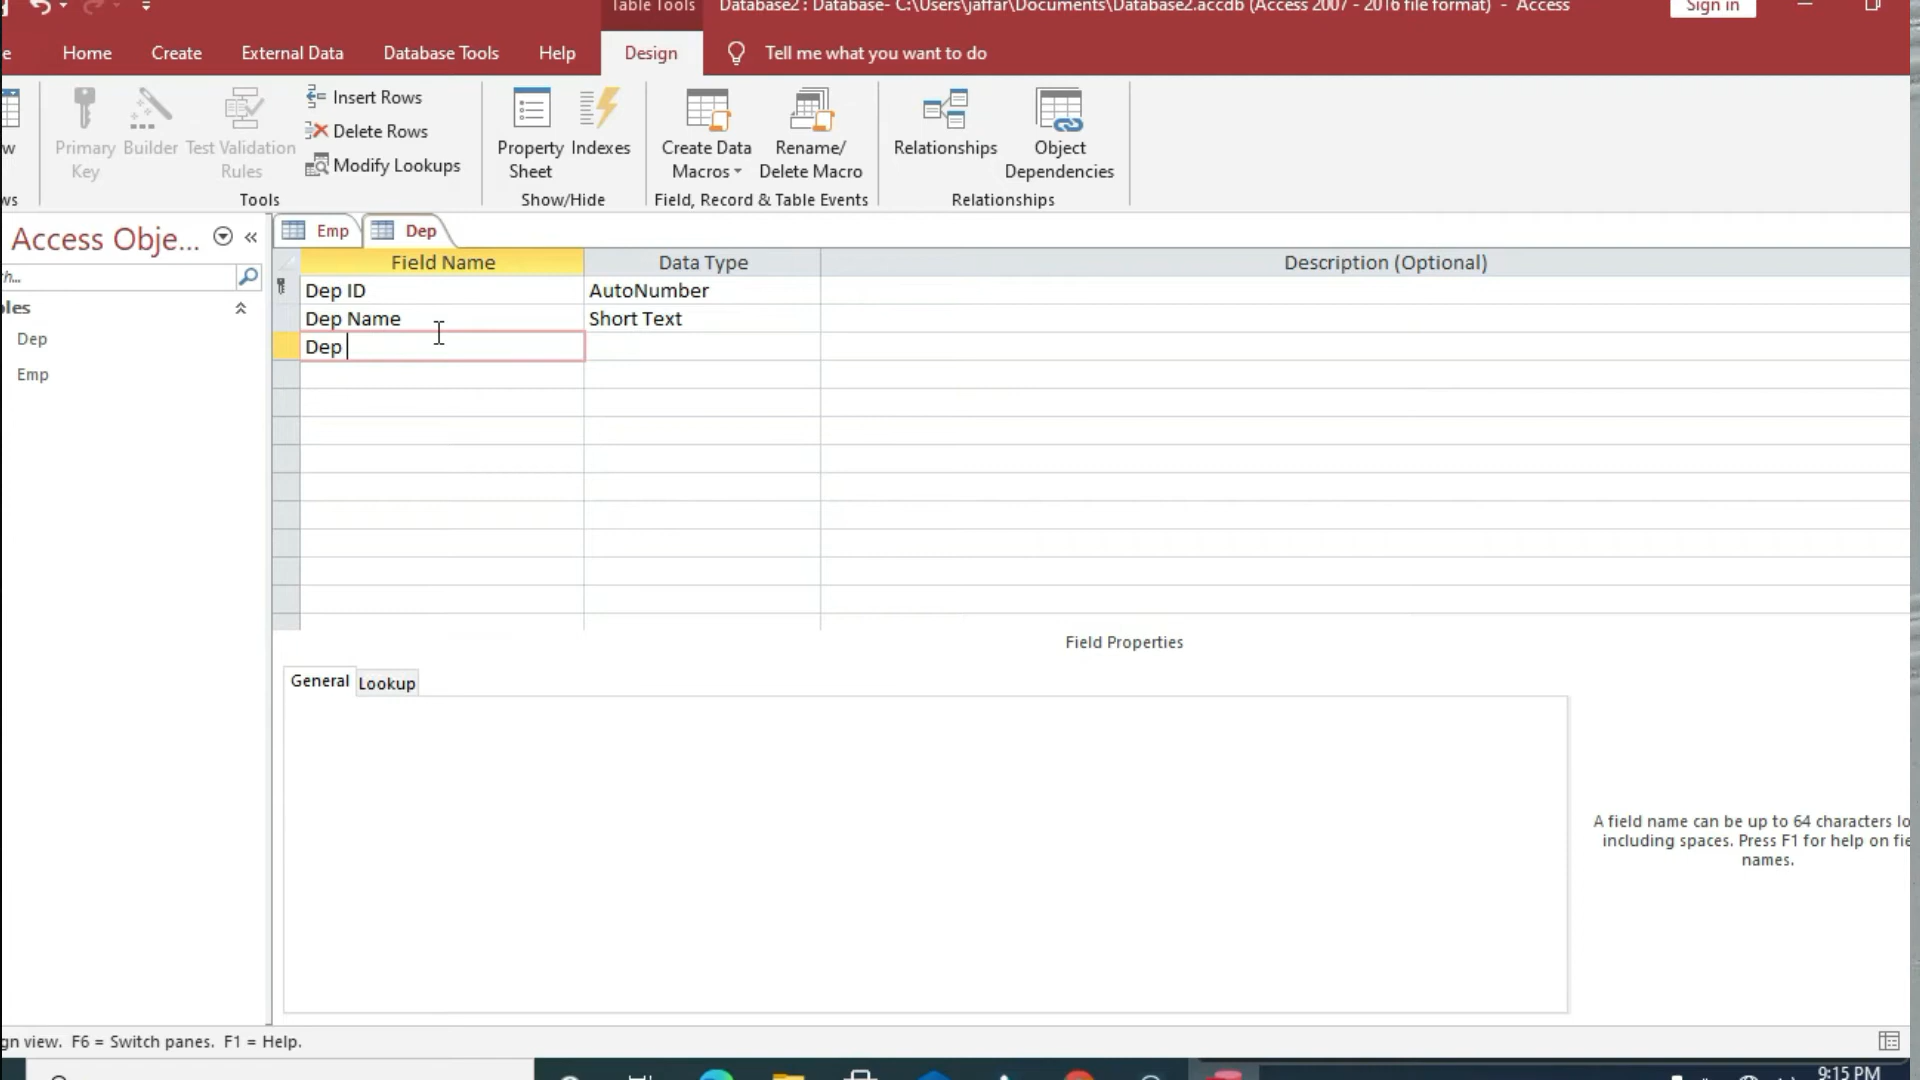 Table Tools
Database2 : Database- C:\Users\jaffar\Documents\Database2.accdb (Access 2007 - 2016 file format) - Access
Sign in
Home
Create
External Data
Database Tools
Help
Design
Tell me what you want to do
Primary
Key
Builder
Test Validation
Rules
Insert Rows
Delete Rows
Modify Lookups
Property
Sheet
Indexes
Create Data
Macros
Rename/
Delete Macro
Relationships
Object
Dependencies
Tools
Show/Hide
Field, Record & Table Events
Relationships
Access Obje...
Emp
Dep
Field Name
Data Type
Description (Optional)
Dep ID
AutoNumber
Dep Name
Short Text
Dep
Dep
Emp
Field Properties
General
Lookup
A field name can be up to 64 characters lo
including spaces. Press F1 for help on fie
names.
gn view. F6 = Switch panes. F1 = Help.
9:15 PM